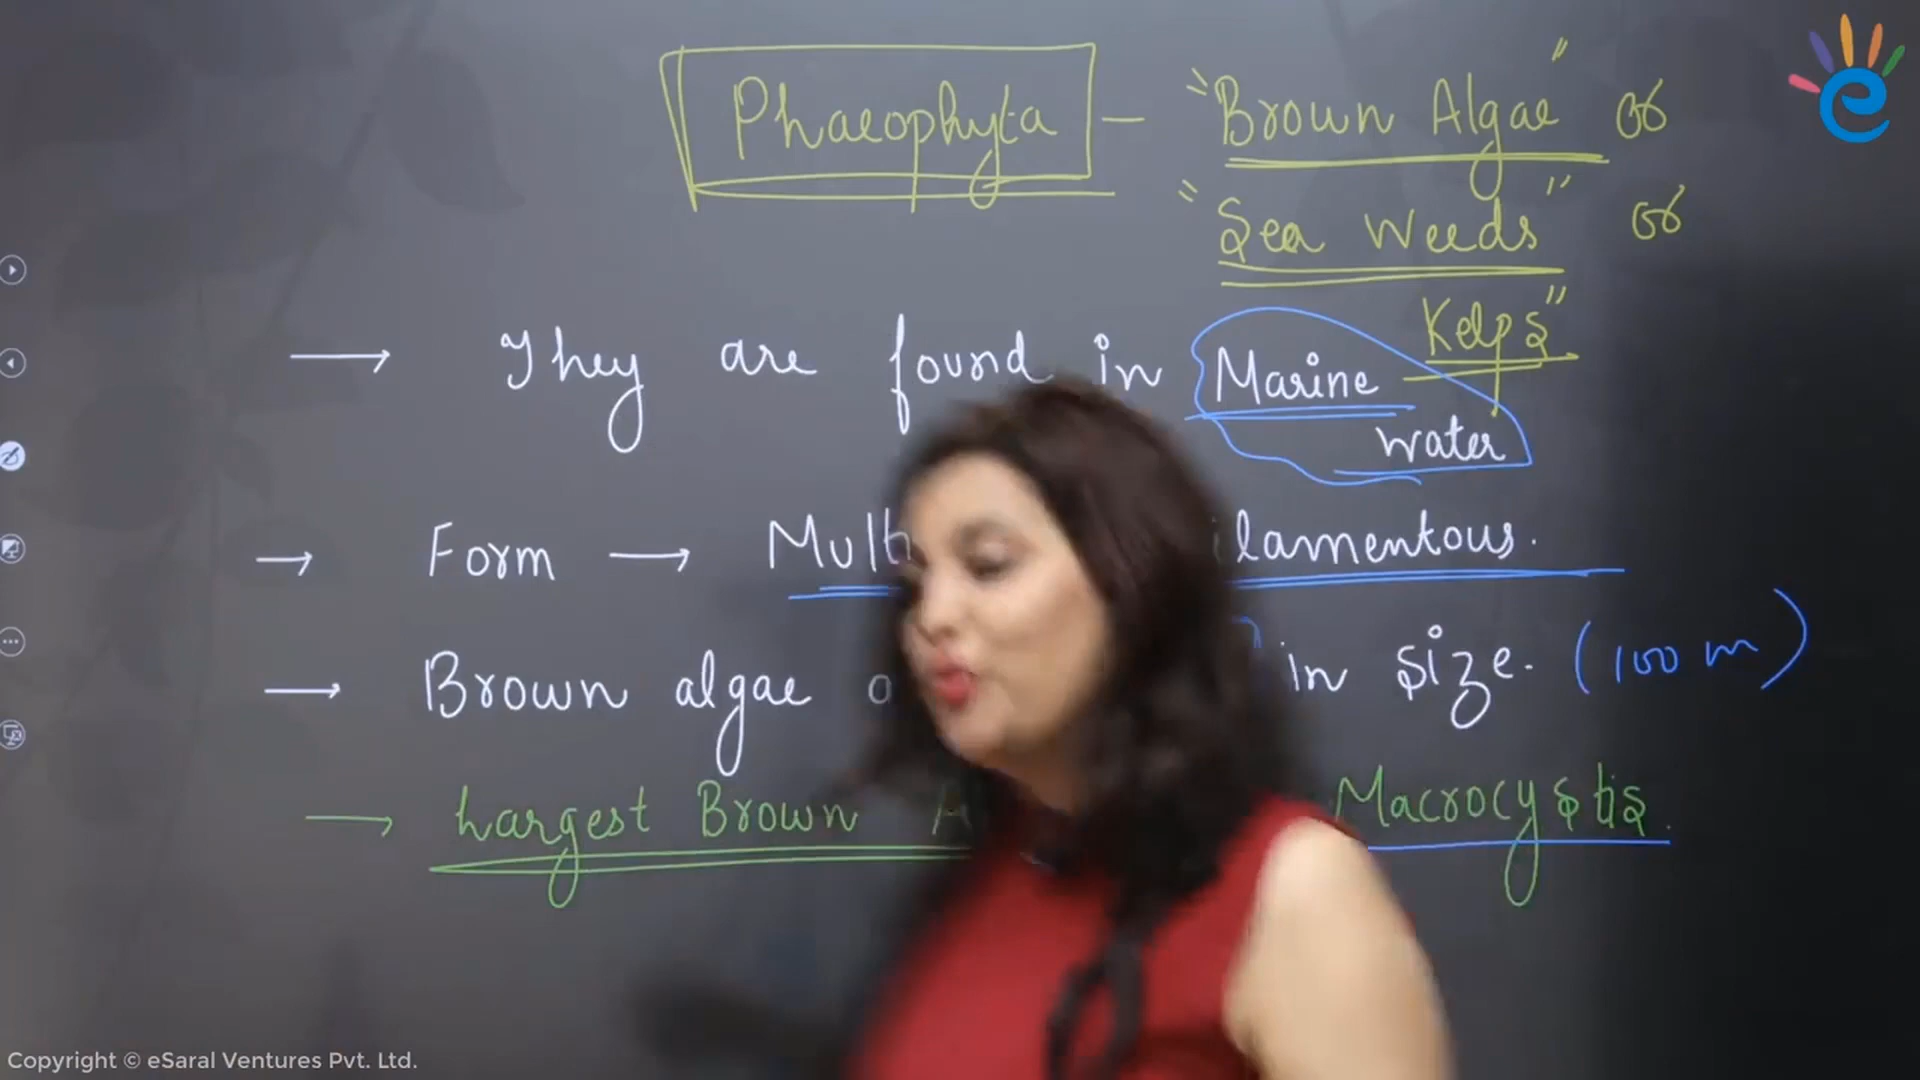 Phaeophyta — "Brown Algae" or
"Sea Weeds" or
Kelps"
→ They are found in Marine
water
→ Form → Mult ilamentous.
→ Brown algae a in size. (100 m)
→ Largest Brown A Macrocystis.
Copyright © eSaral Ventures Pvt. Ltd.